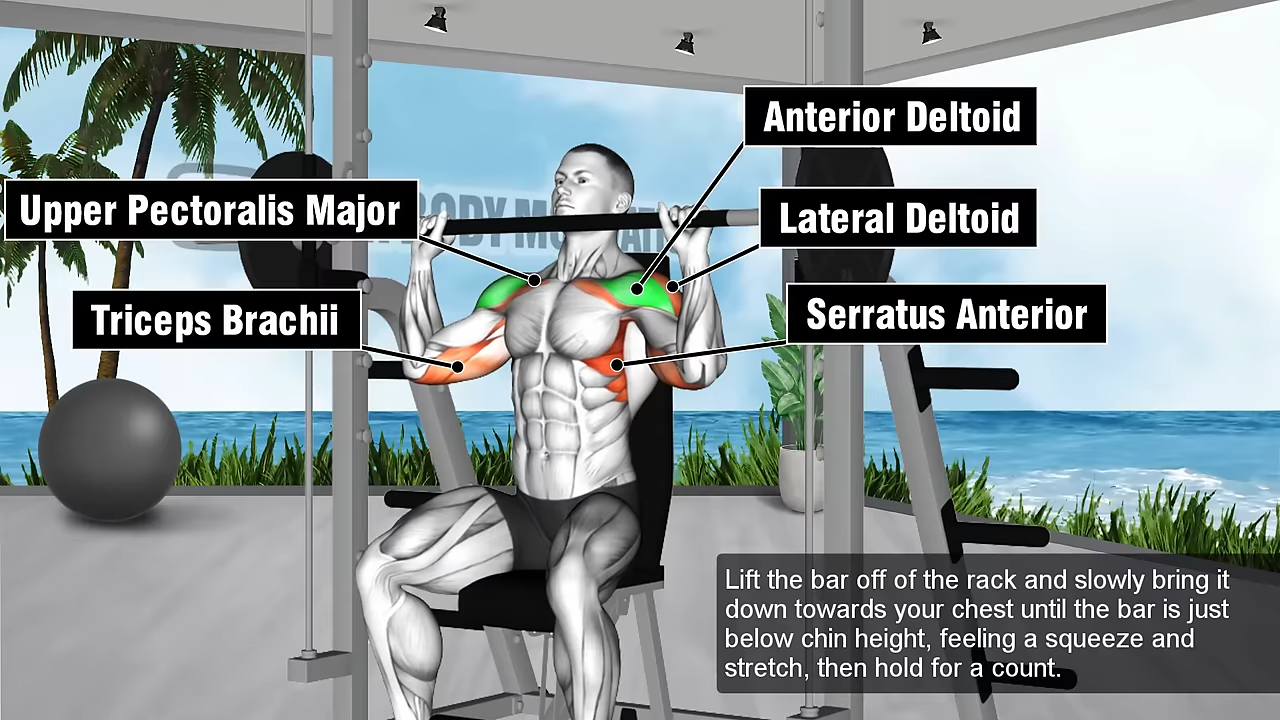 Anterior Deltoid
Upper Pectoralis Major
Lateral Deltoid
Triceps Brachii
Serratus Anterior
Lift the bar off of the rack and slowly bring it
down towards your chest until the bar is just
below chin height, feeling a squeeze and
stretch, then hold for a count.